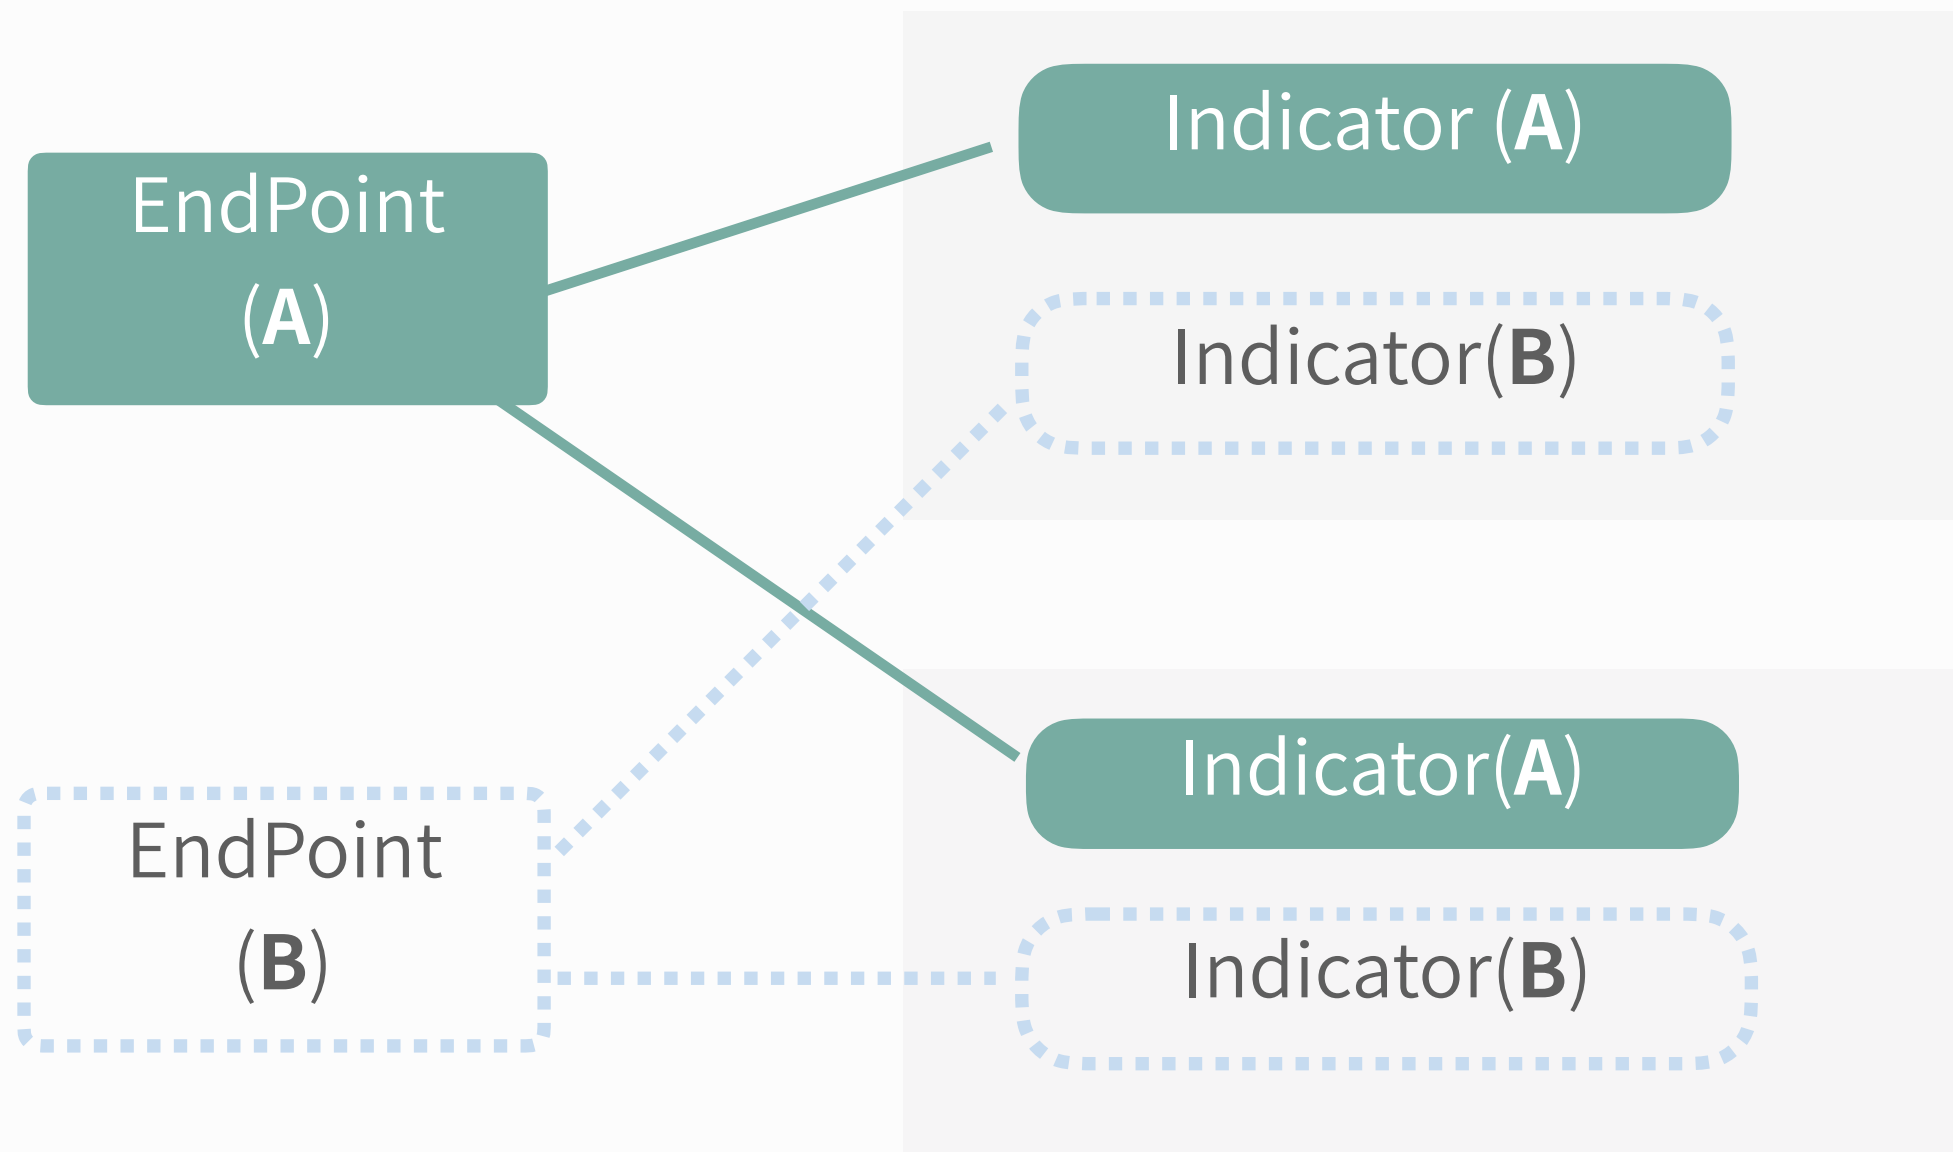 EndPoint
(A)
Indicator (A)
Indicator(B)
EndPoint
(B)
Indicator(A)
Indicator(B)